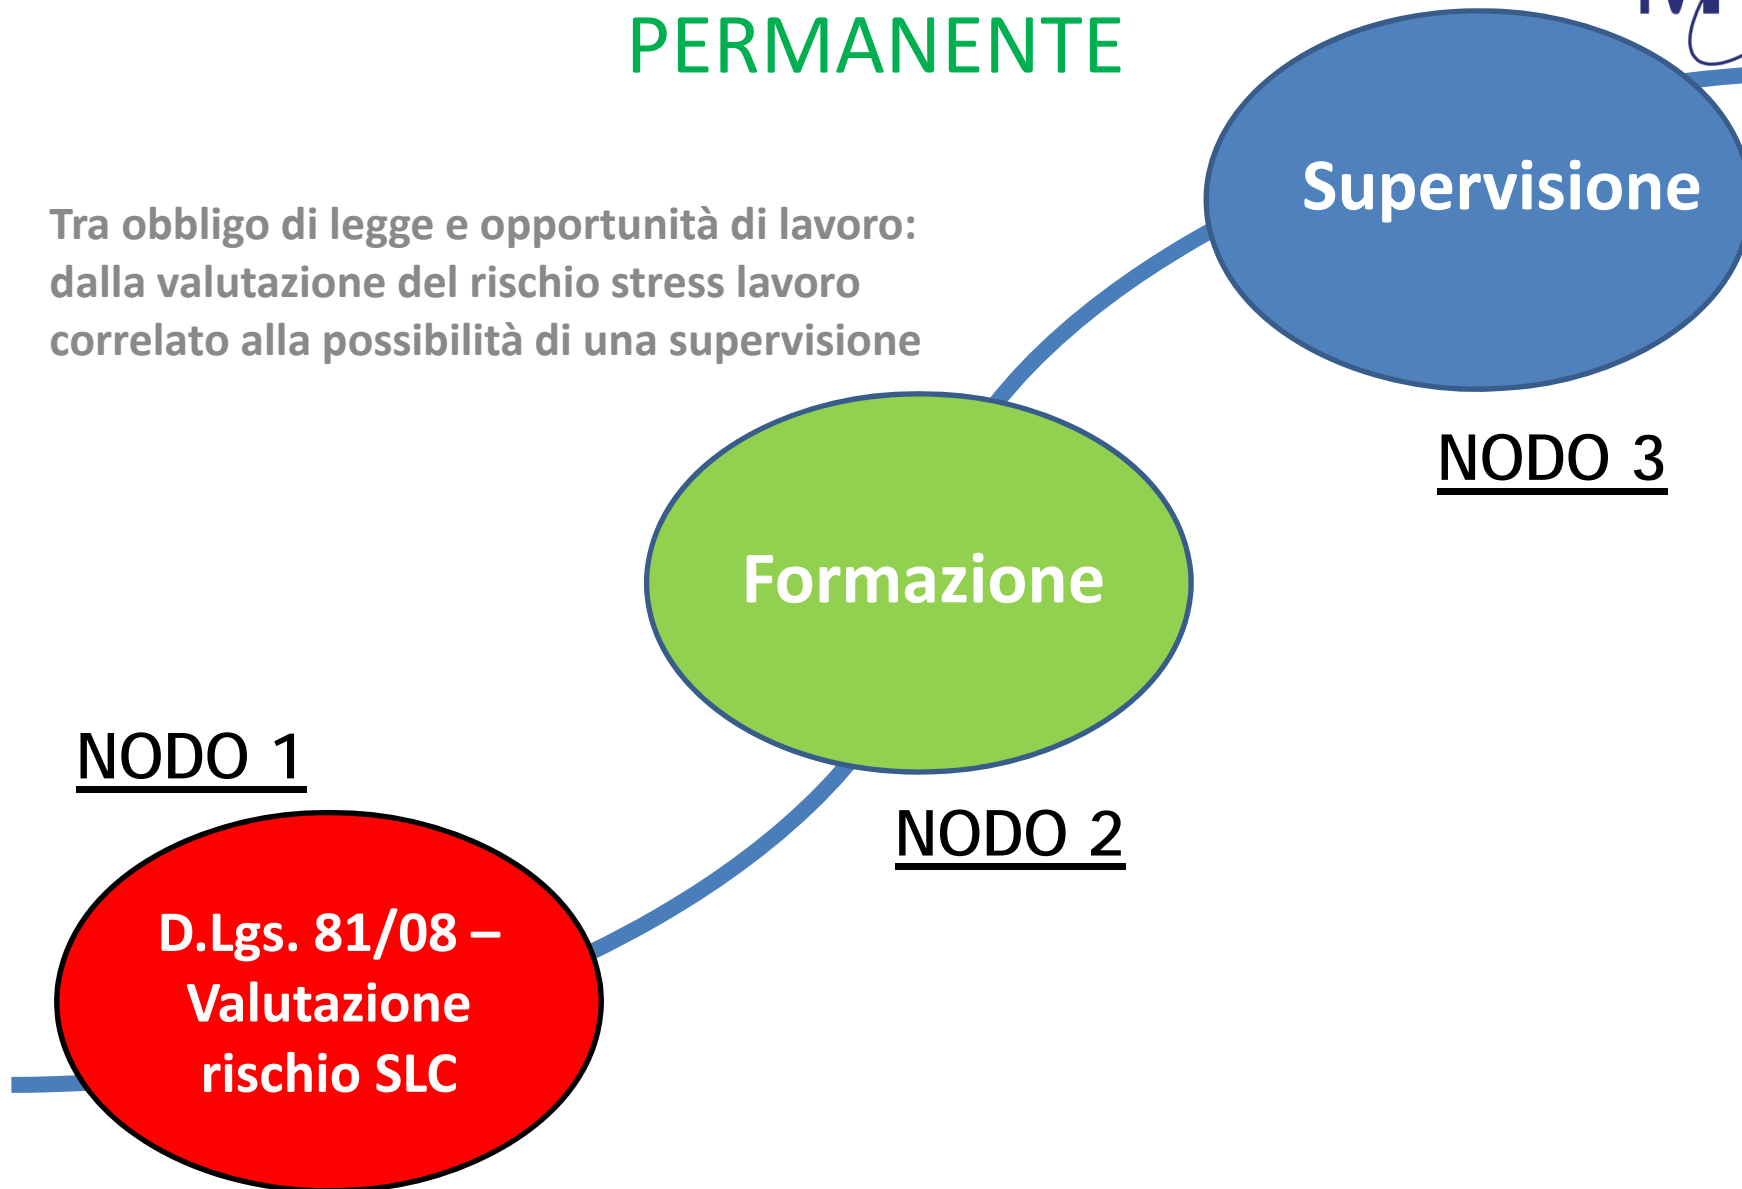 PERMANENTE
Tra obbligo di legge e opportunità di lavoro:
dalla valutazione del rischio stress lavoro
correlato alla possibilità di una supervisione
Supervisione
NODO 3
Formazione
NODO 2
NODO 1
D.Lgs. 81/08 –
Valutazione
rischio SLC